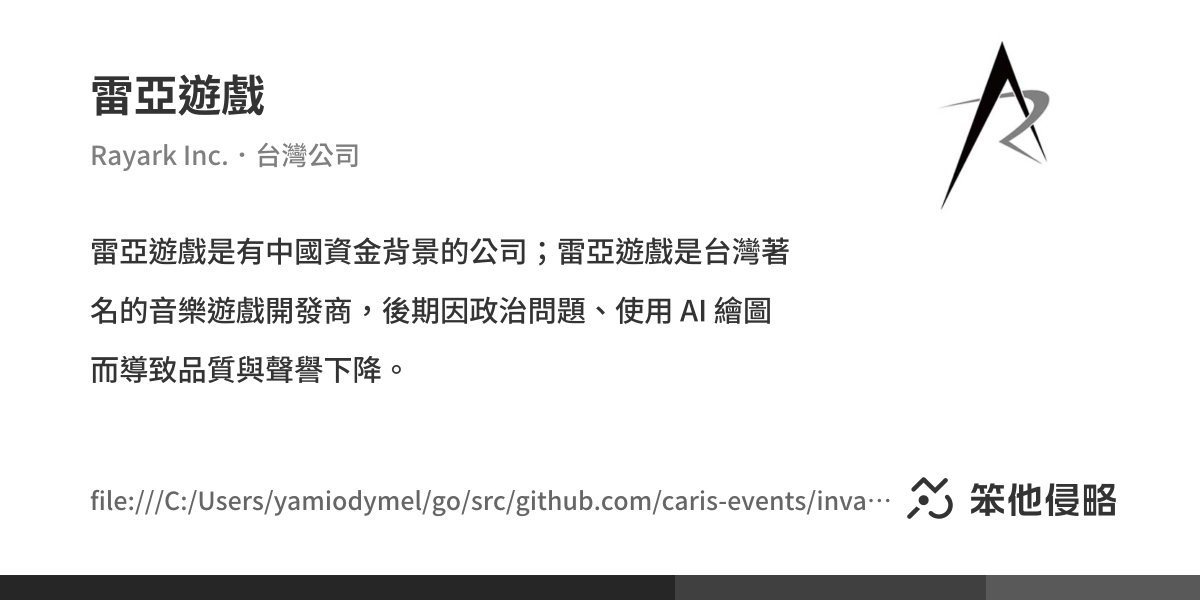 雷亞遊戲
Rayark Inc.・台灣公司
雷亞遊戲是有中國資金背景的公司；雷亞遊戲是台灣著
名的音樂遊戲開發商，後期因政治問題、使用 AI 繪圖
而導致品質與聲譽下降。
file:///C:/Users/yamiodymel/go/src/github.com/caris-events/inva…
笨他侵略